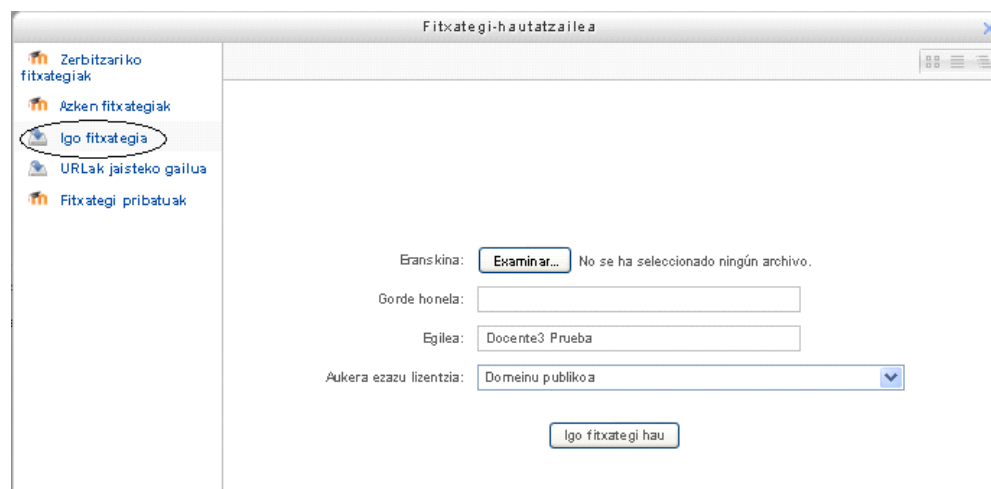 Fitxategi-hautatzailea
Zerbitzariko
fitxategiak
Azken fitxategiak
Igo fitxategia
URLak jaisteko gailua
Fitxategi pribatuak
Eranskina: Examinar... No se ha seleccionado ningún archivo.
Gorde honela:
Egilea: Docente3 Prueba
Aukera ezazu lizentzia: Domeinu publikoa
Igo fitxategi hau